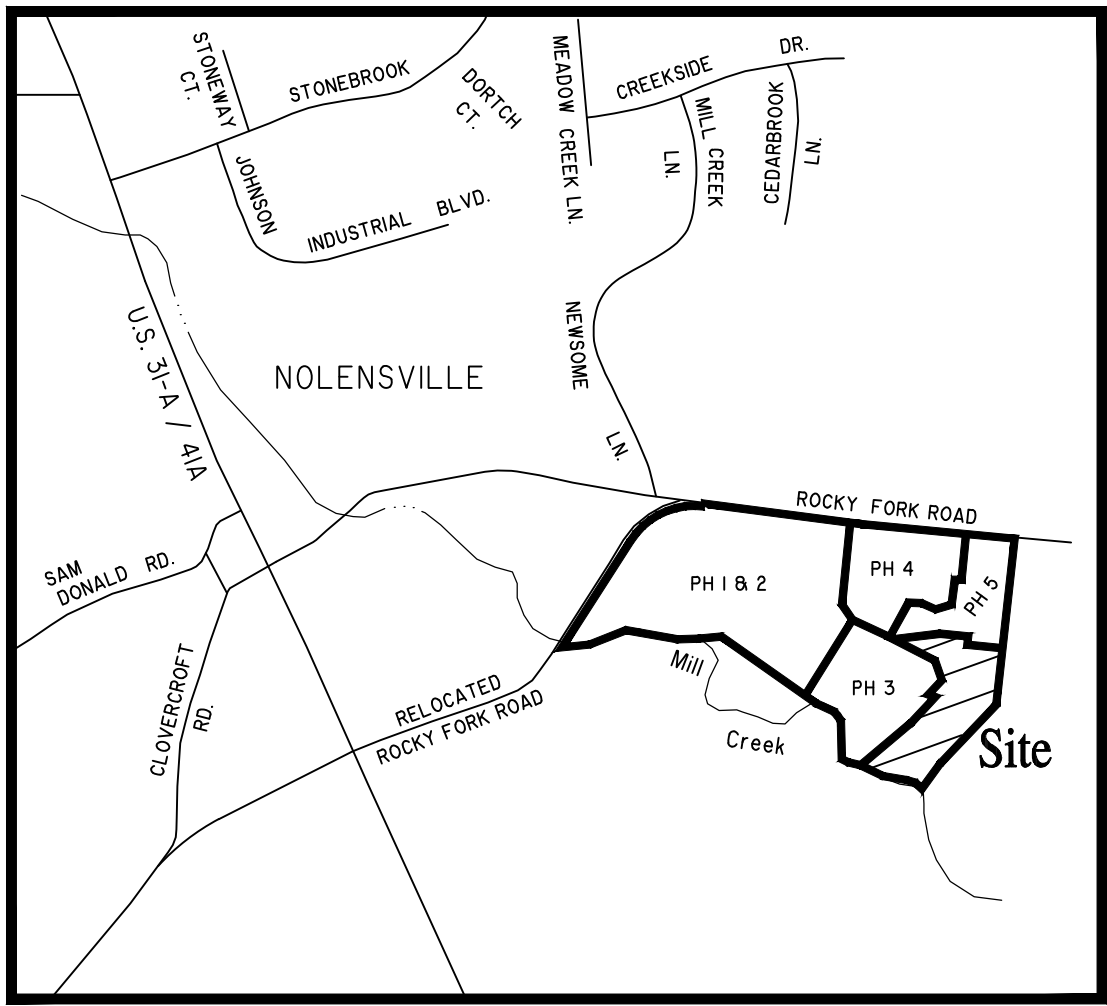 STONEWAY
CT.
STONEBROOK
DORTCH
CT.
MEADOW CREEK LN.
CREEKSIDE DR.
MILL CREEK
LN.
CEDARBROOK
LN.
JOHNSON
INDUSTRIAL BLVD.
U.S. 31-A / 41A
NOLENSVILLE
NEWSOME
LN.
ROCKY FORK ROAD
SAM
DONALD RD.
PH 1 & 2
PH 4
PH 5
PH 3
CLOVERCROFT
RD.
RELOCATED
ROCKY FORK ROAD
Mill
Creek
Site